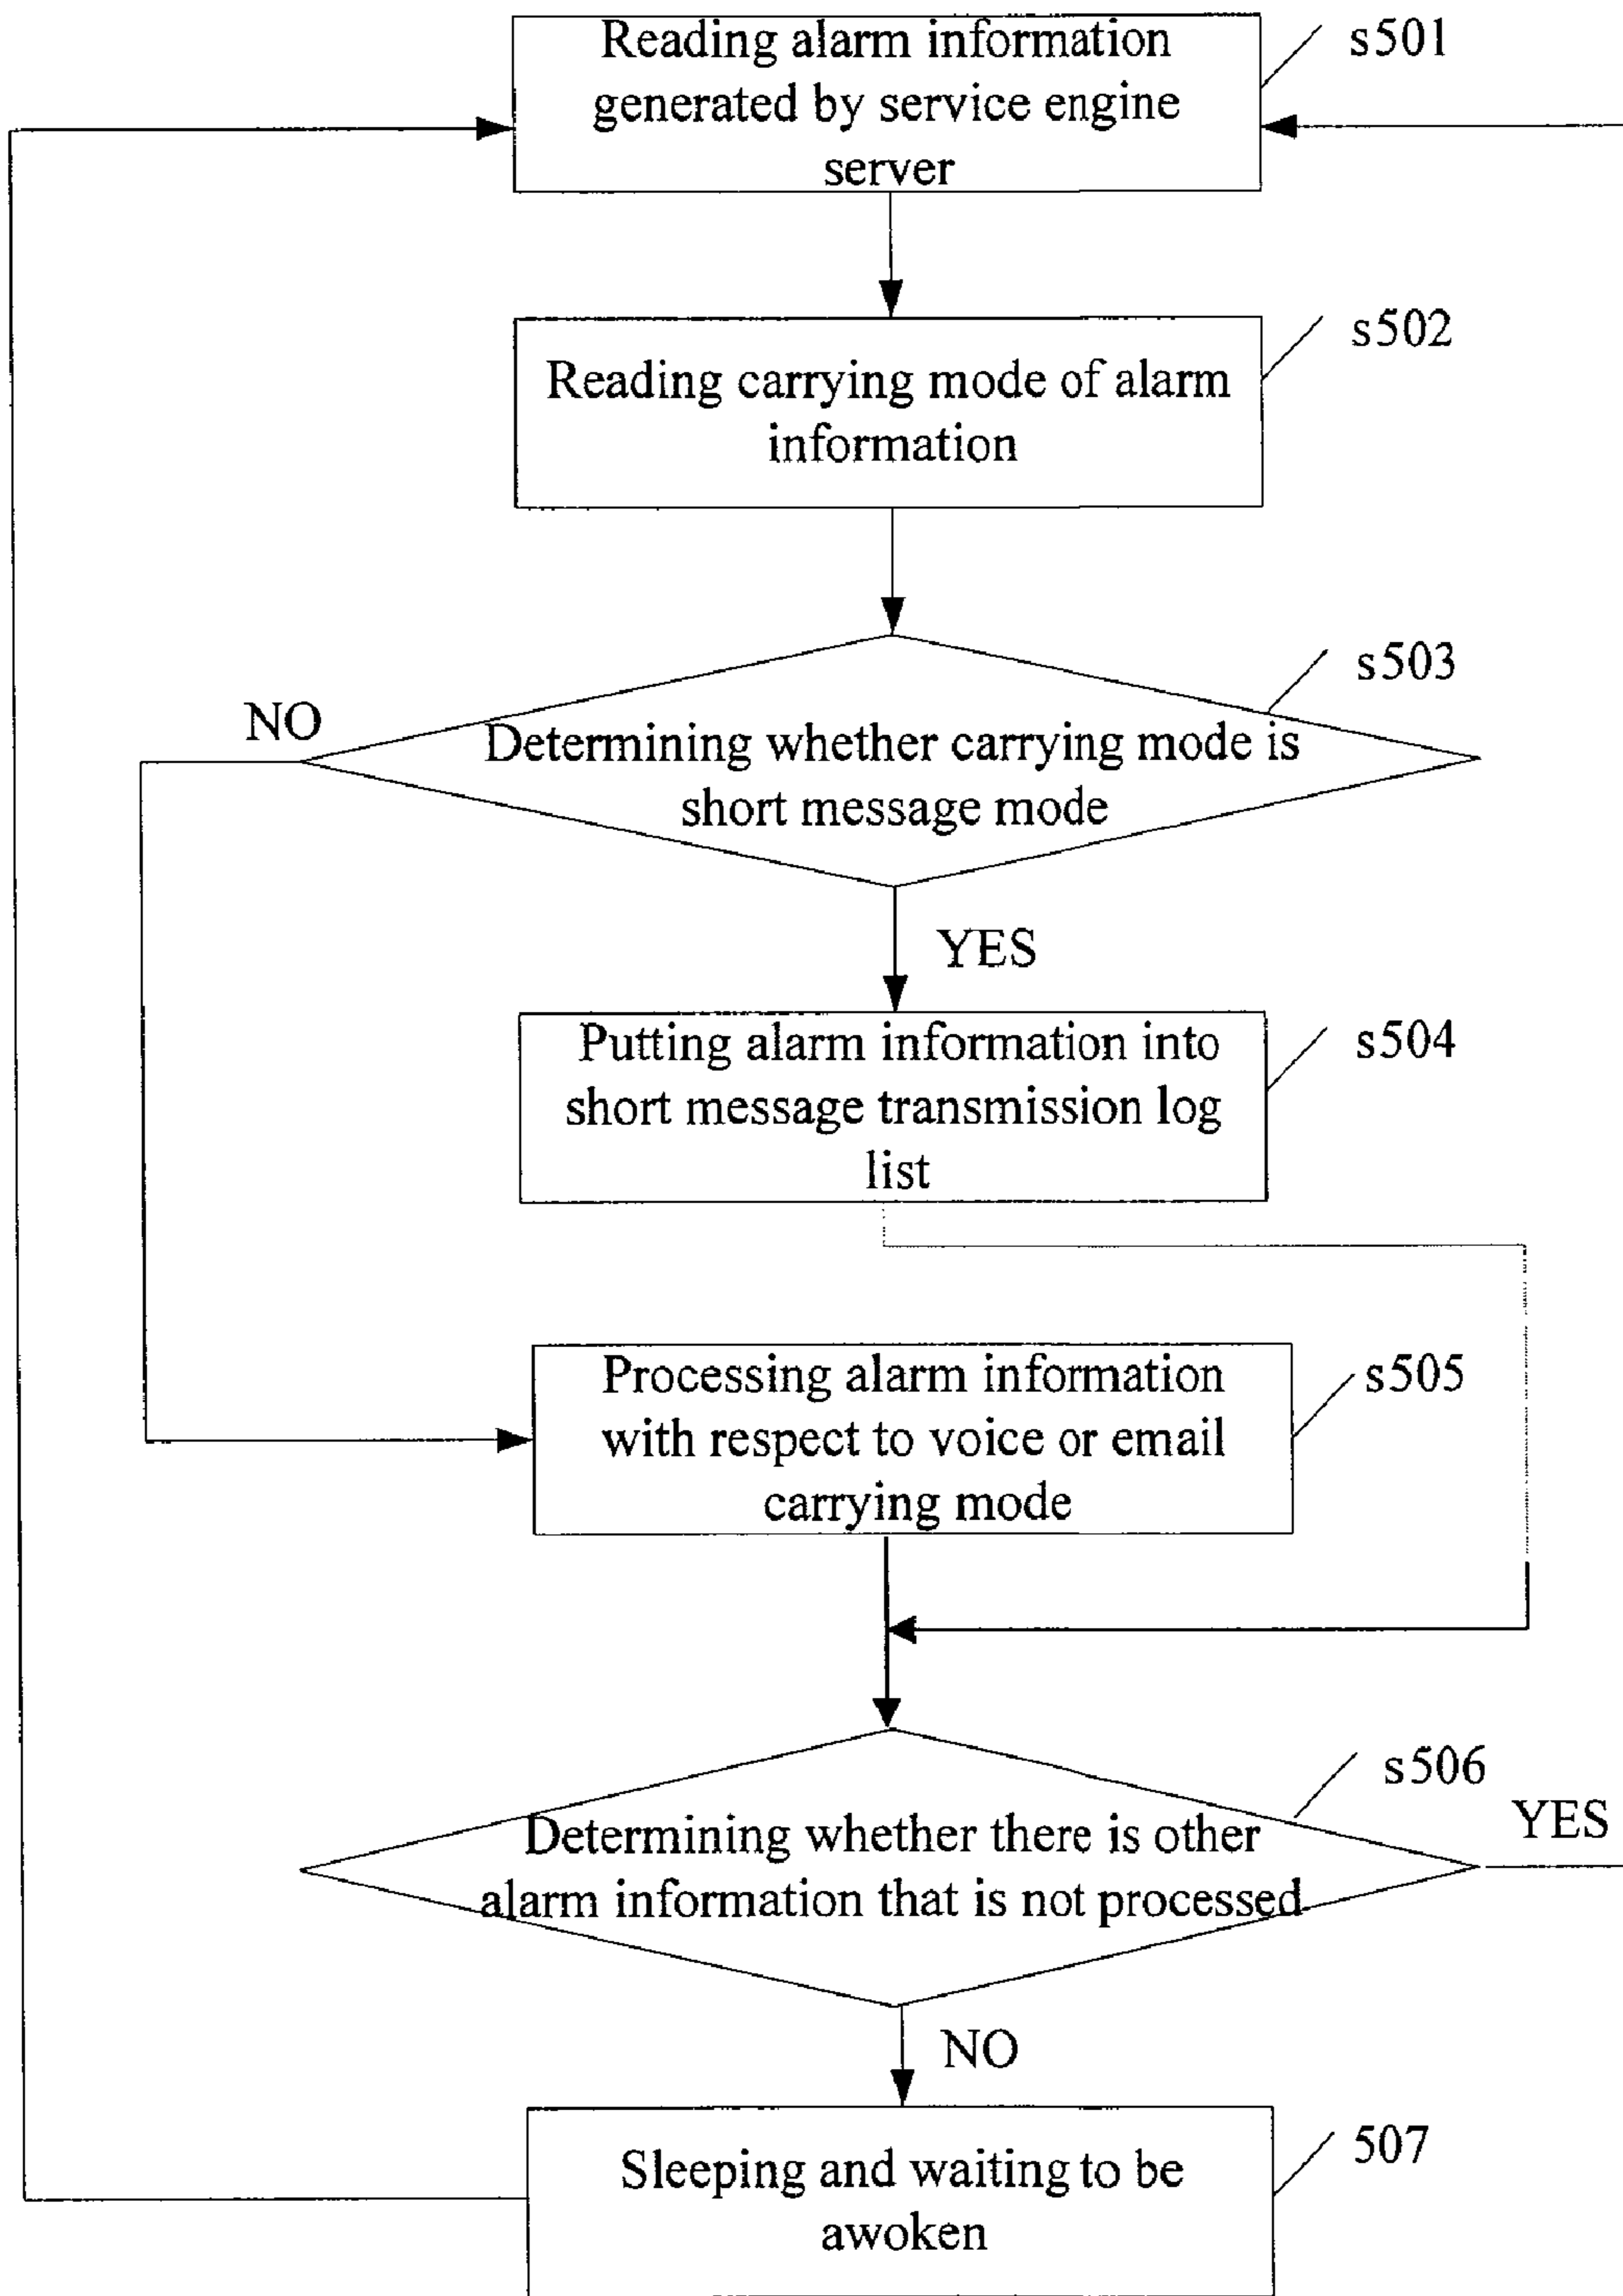 Reading alarm information
generated by service engine
server
s501
Reading carrying mode of alarm
information
s502
s503
NO
Determining whether carrying mode is
short message mode
YES
Putting alarm information into
short message transmission log
list
s504
Processing alarm information
with respect to voice or email
carrying mode
s505
s506
YES
Determining whether there is other
alarm information that is not processed
NO
Sleeping and waiting to be
awoken
507